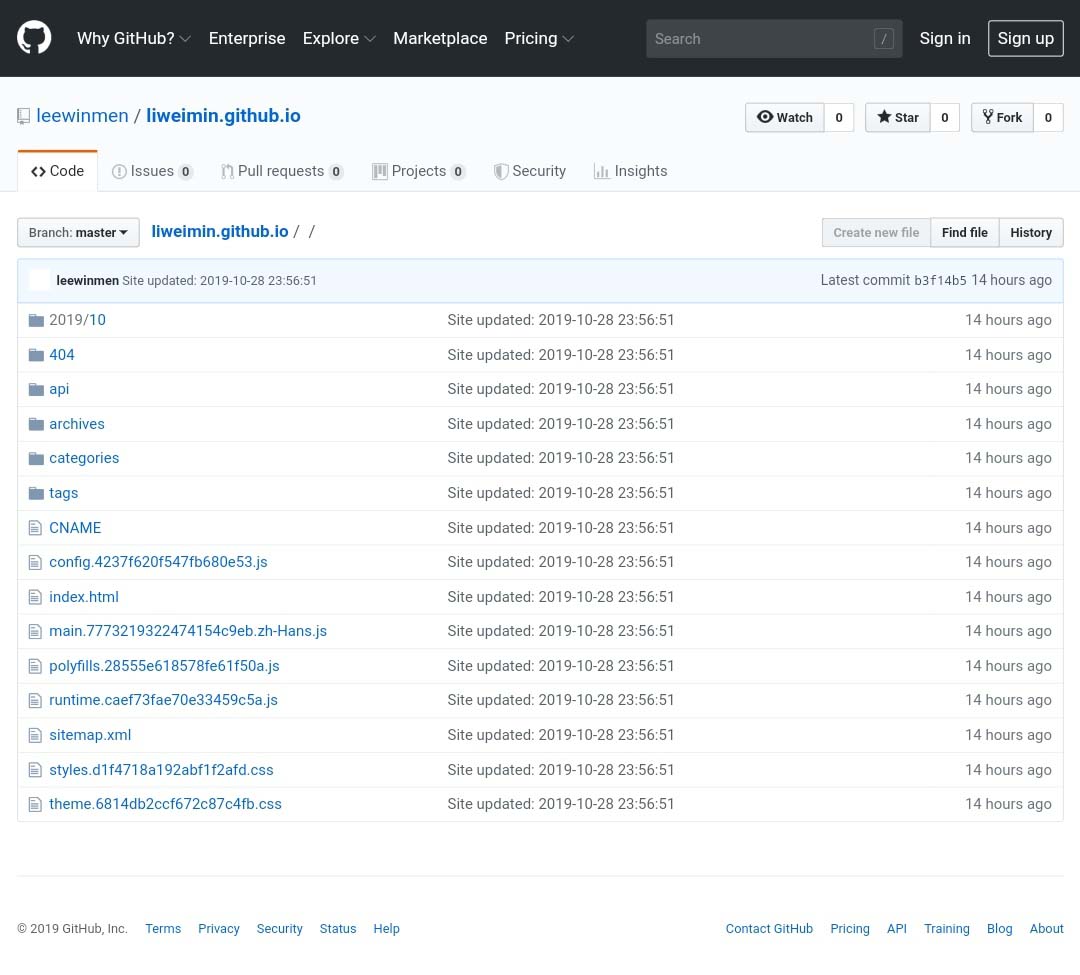 Why GitHub? Enterprise Explore Marketplace Pricing Search / Sign in Sign up
leewinmen / liweimin.github.io Watch 0 Star 0 Fork 0
Code Issues 0 Pull requests 0 Projects 0 Security Insights
Branch: master liweimin.github.io / / Create new file Find file History
leewinmen Site updated: 2019-10-28 23:56:51 Latest commit b3f14b5 14 hours ago
2019/10 Site updated: 2019-10-28 23:56:51 14 hours ago
404 Site updated: 2019-10-28 23:56:51 14 hours ago
api Site updated: 2019-10-28 23:56:51 14 hours ago
archives Site updated: 2019-10-28 23:56:51 14 hours ago
categories Site updated: 2019-10-28 23:56:51 14 hours ago
tags Site updated: 2019-10-28 23:56:51 14 hours ago
CNAME Site updated: 2019-10-28 23:56:51 14 hours ago
config.4237f620f547fb680e53.js Site updated: 2019-10-28 23:56:51 14 hours ago
index.html Site updated: 2019-10-28 23:56:51 14 hours ago
main.7773219322474154c9eb.zh-Hans.js Site updated: 2019-10-28 23:56:51 14 hours ago
polyfills.28555e618578fe61f50a.js Site updated: 2019-10-28 23:56:51 14 hours ago
runtime.caef73fae70e33459c5a.js Site updated: 2019-10-28 23:56:51 14 hours ago
sitemap.xml Site updated: 2019-10-28 23:56:51 14 hours ago
styles.d1f4718a192abf1f2afd.css Site updated: 2019-10-28 23:56:51 14 hours ago
theme.6814db2ccf672c87c4fb.css Site updated: 2019-10-28 23:56:51 14 hours ago
© 2019 GitHub, Inc. Terms Privacy Security Status Help Contact GitHub Pricing API Training Blog About